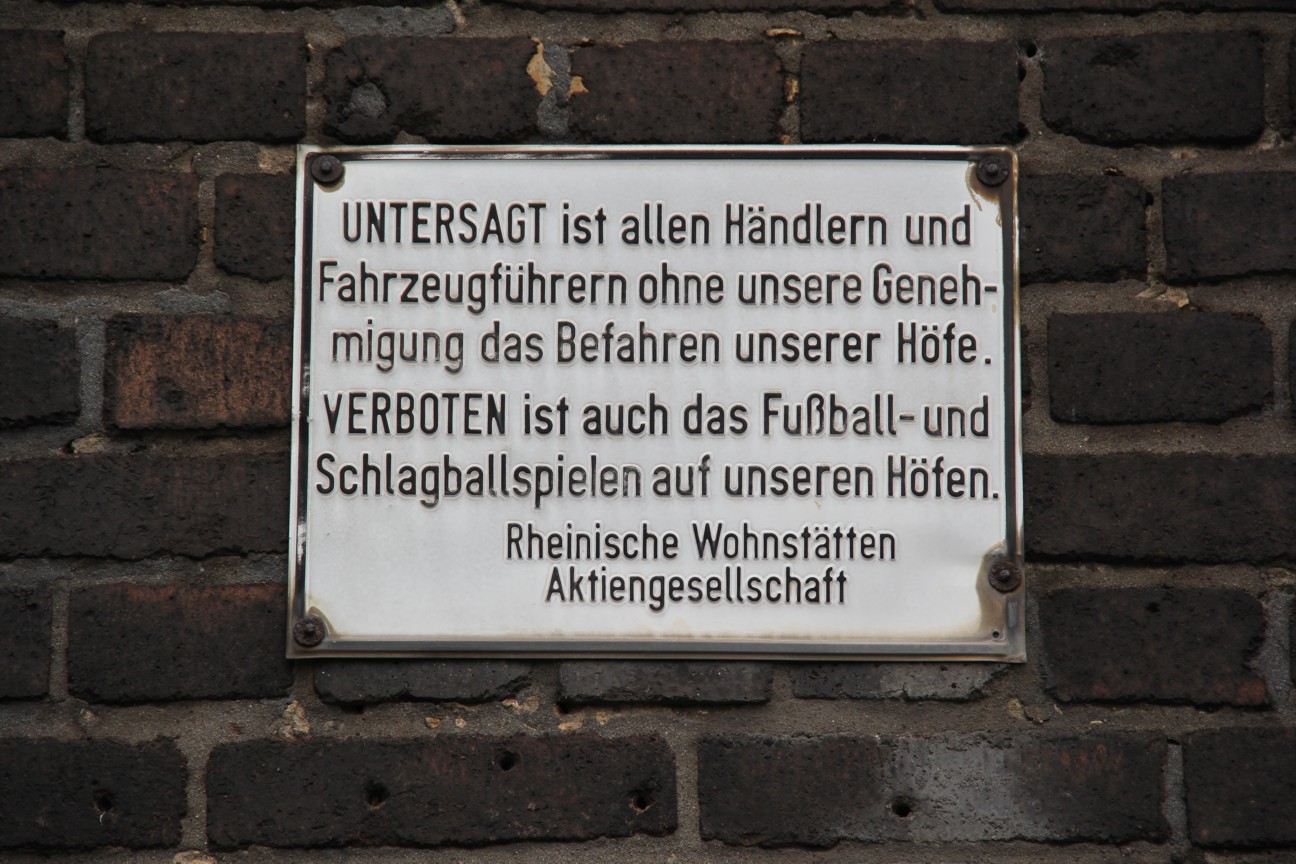 UNTERSAGT ist allen Händlern und
Fahrzeugführern ohne unsere Geneh-
migung das Befahren unserer Höfe.
VERBOTEN ist auch das Fußball- und
Schlagballspielen auf unseren Höfen.
Rheinische Wohnstätten
Aktiengesellschaft